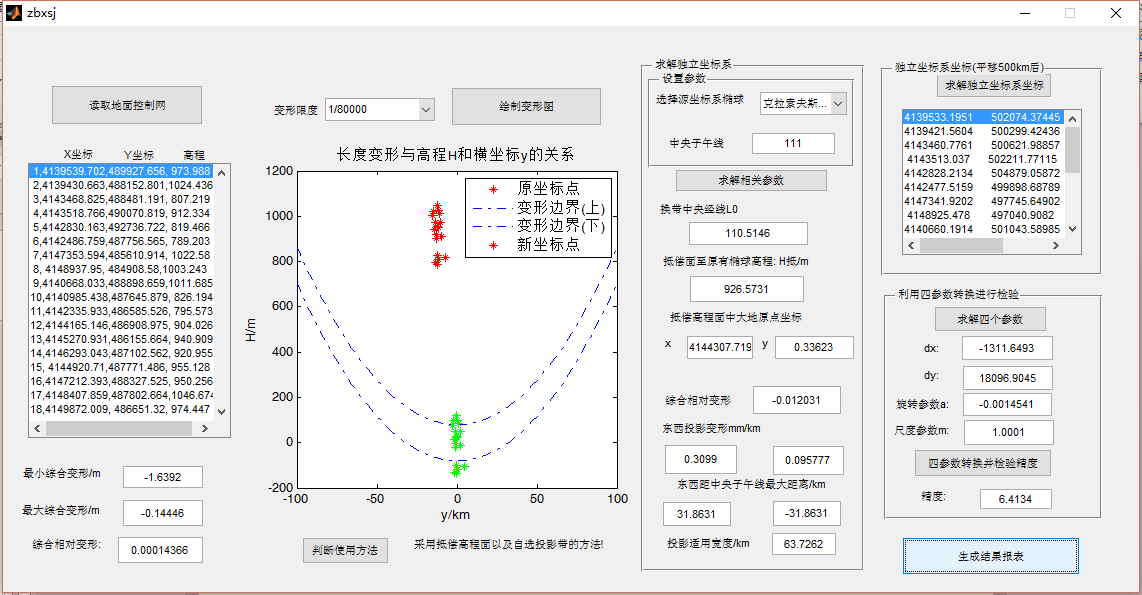 zbxsj
读取地面控制网
变形限度
1/80000
绘制变形图
X坐标 Y坐标 高程
1,4139539.702,489927.656, 973.988
2,4139430.663,488152.801,1024.436
3,4143468.825,488481.191, 807.219
4,4143518.766,490070.819, 912.334
5,4142830.163,492736.722, 819.466
6,4142486.759,487756.565, 789.203
7,4147353.594,485610.914, 1022.58
8, 4148937.95, 484908.58,1003.243
9,4140668.033,488898.659,1011.685
10,4140985.438,487645.879, 826.194
11,4142335.933,486585.526, 795.573
12,4144165.146,486908.975, 904.026
13,4145270.931,486155.664, 940.909
14,4146293.043,487102.562, 920.955
15, 4144920.71,487771.486, 955.128
16,4147212.393,488327.525, 950.256
17,4148407.859,487802.664,1046.674
18,4149872.009, 486651.32, 974.447
最小综合变形/m
-1.6392
最大综合变形/m
-0.14446
综合相对变形:
0.00014366
长度变形与高程H和横坐标y的关系
原坐标点
变形边界(上)
变形边界(下)
新坐标点
1200
1000
800
600
400
200
0
-200
H/m
-100 -50 0 50 100
y/km
判断使用方法
采用抵偿高程面以及自选投影带的方法!
求解独立坐标系
设置参数
选择源坐标系椭球
克拉索夫斯...
中央子午线
111
求解相关参数
换带中央经线L0
110.5146
抵偿面至原有椭球高程: H抵/m
926.5731
抵偿高程面中大地原点坐标
x 4144307.719 y 0.33623
综合相对变形
-0.012031
东西投影变形mm/km
0.3099 0.095777
东西距中央子午线最大距离/km
31.8631 -31.8631
投影适用宽度/km
63.7262
独立坐标系坐标(平移500km后)
求解独立坐标系坐标
4139533.1951 502074.37445
4139421.5604 500299.42436
4143460.7761 500621.98857
4143513.037 502211.77115
4142828.2134 504879.05872
4142477.5159 499898.68789
4147341.9202 497745.64902
4148925.478 497040.9082
4140660.1914 501043.58985
利用四参数转换进行检验
求解四个参数
dx: -1311.6493
dy: 18096.9045
旋转参数a: -0.0014541
尺度参数m: 1.0001
四参数转换并检验精度
精度: 6.4134
生成结果报表